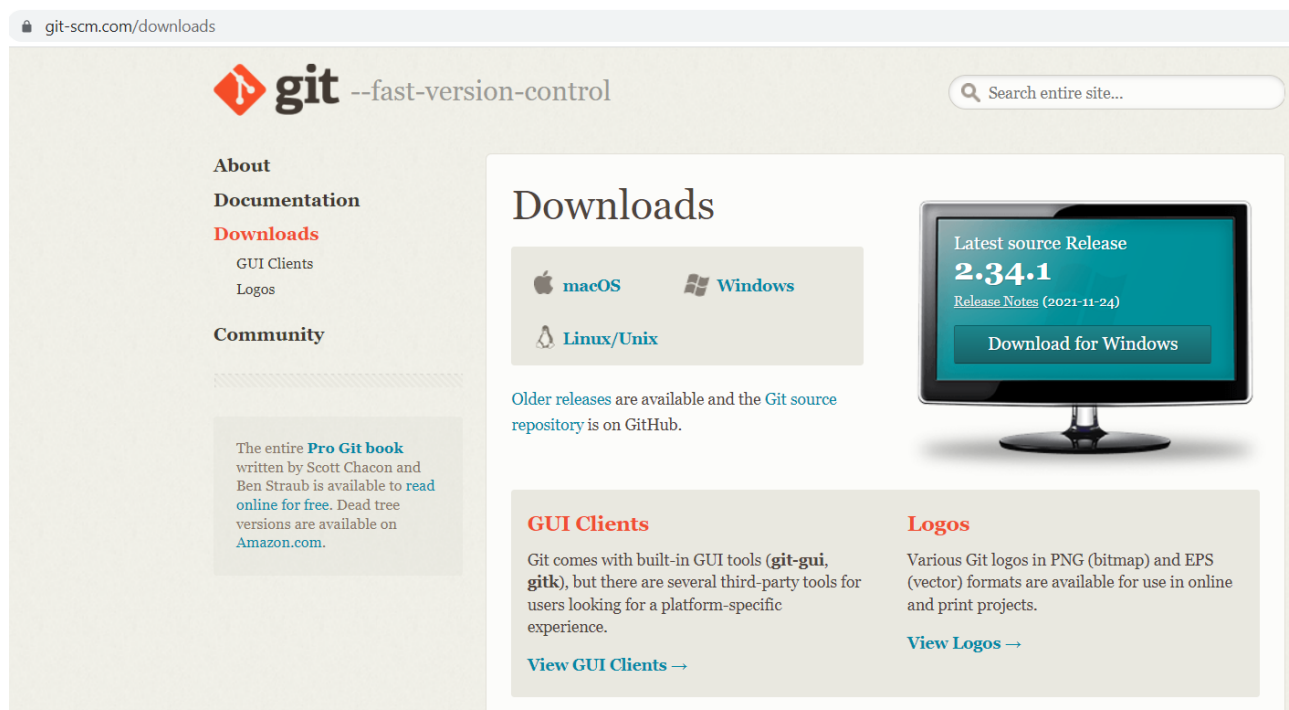 git-scm.com/downloads
git --fast-version-control
Search entire site...
About
Documentation
Downloads
GUI Clients
Logos
Community
The entire Pro Git book
written by Scott Chacon and
Ben Straub is available to read
online for free. Dead tree
versions are available on
Amazon.com.
Downloads
macOS
Windows
Linux/Unix
Older releases are available and the Git source
repository is on GitHub.
Latest source Release
2.34.1
Release Notes (2021-11-24)
Download for Windows
GUI Clients
Git comes with built-in GUI tools (git-gui,
gitk), but there are several third-party tools for
users looking for a platform-specific
experience.
View GUI Clients →
Logos
Various Git logos in PNG (bitmap) and EPS
(vector) formats are available for use in online
and print projects.
View Logos →